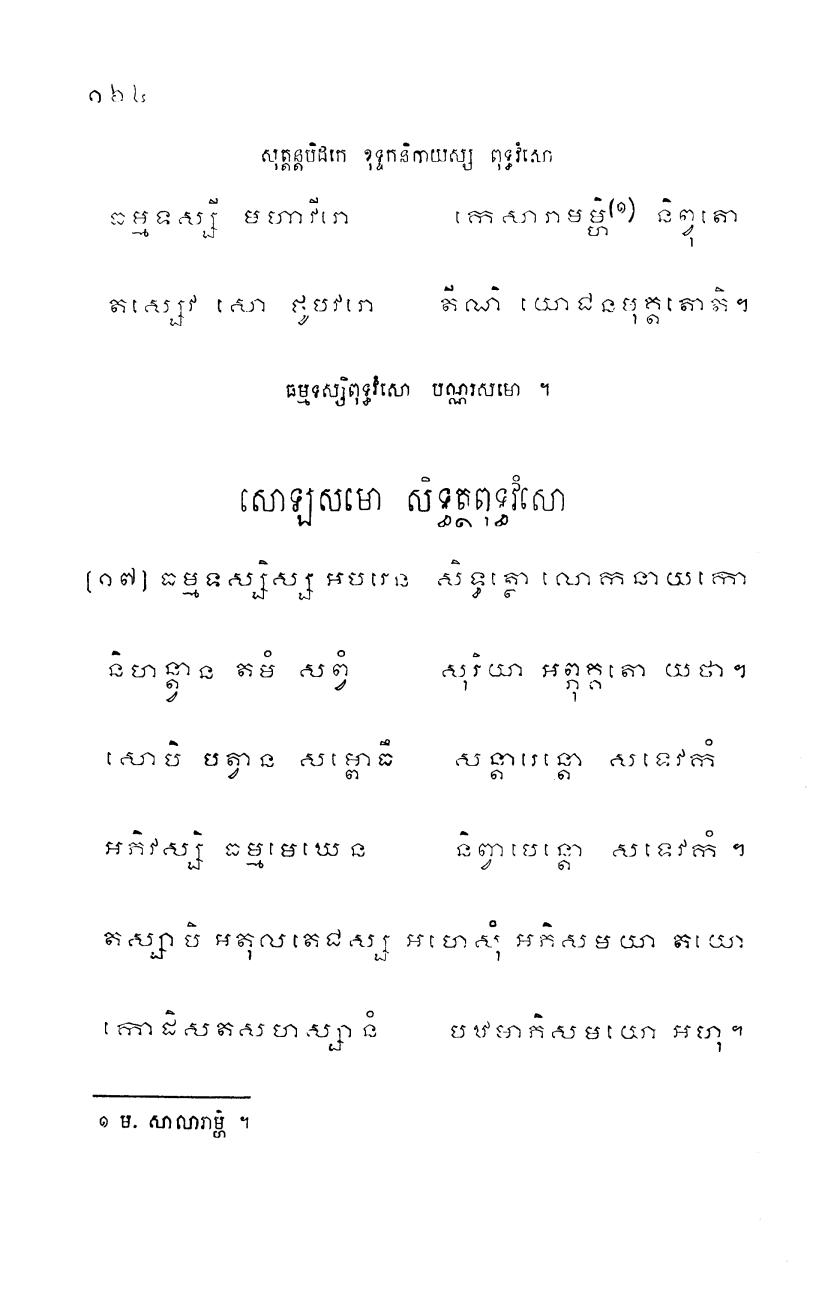 ១៦៤
សុត្តន្តបិដកេ ខុទ្ទកនិកាយស្ស ពុទ្ធវំសោ
ធម្មទស្សី មហាវីរោ កេសារាមម្ហិ(១) និព្វុតោ
តស្សេវ សោ ថូបវរោ តីណិ យោជនមុគ្គតោតិ។
ធម្មទស្សិពុទ្ធវំសោ បណ្ណរសមោ ។
សោឡសមោ សិទ្ធត្ថពុទ្ធវំសោ
[១៧] ធម្មទស្សិស្ស អបរេន សិទ្ធត្ថោ លោកនាយកោ
និហន្ត្វាន តមំ សព្វំ សុរិយា អព្ភុគ្គតោ យថា។
សោបិ បត្វាន សម្ពោធឹ សន្តារេន្តោ សទេវកំ
អភិវស្សិ ធម្មមេឃេន និព្វាបេន្តោ សទេវកំ ។
តស្សាបិ អតុលតេជស្ស អហេសុំ អភិសមយា តយោ
កោដិសតសហស្សានំ បឋមាភិសមយោ អហុ។
១ ម. សាលារាម្ហិ ។